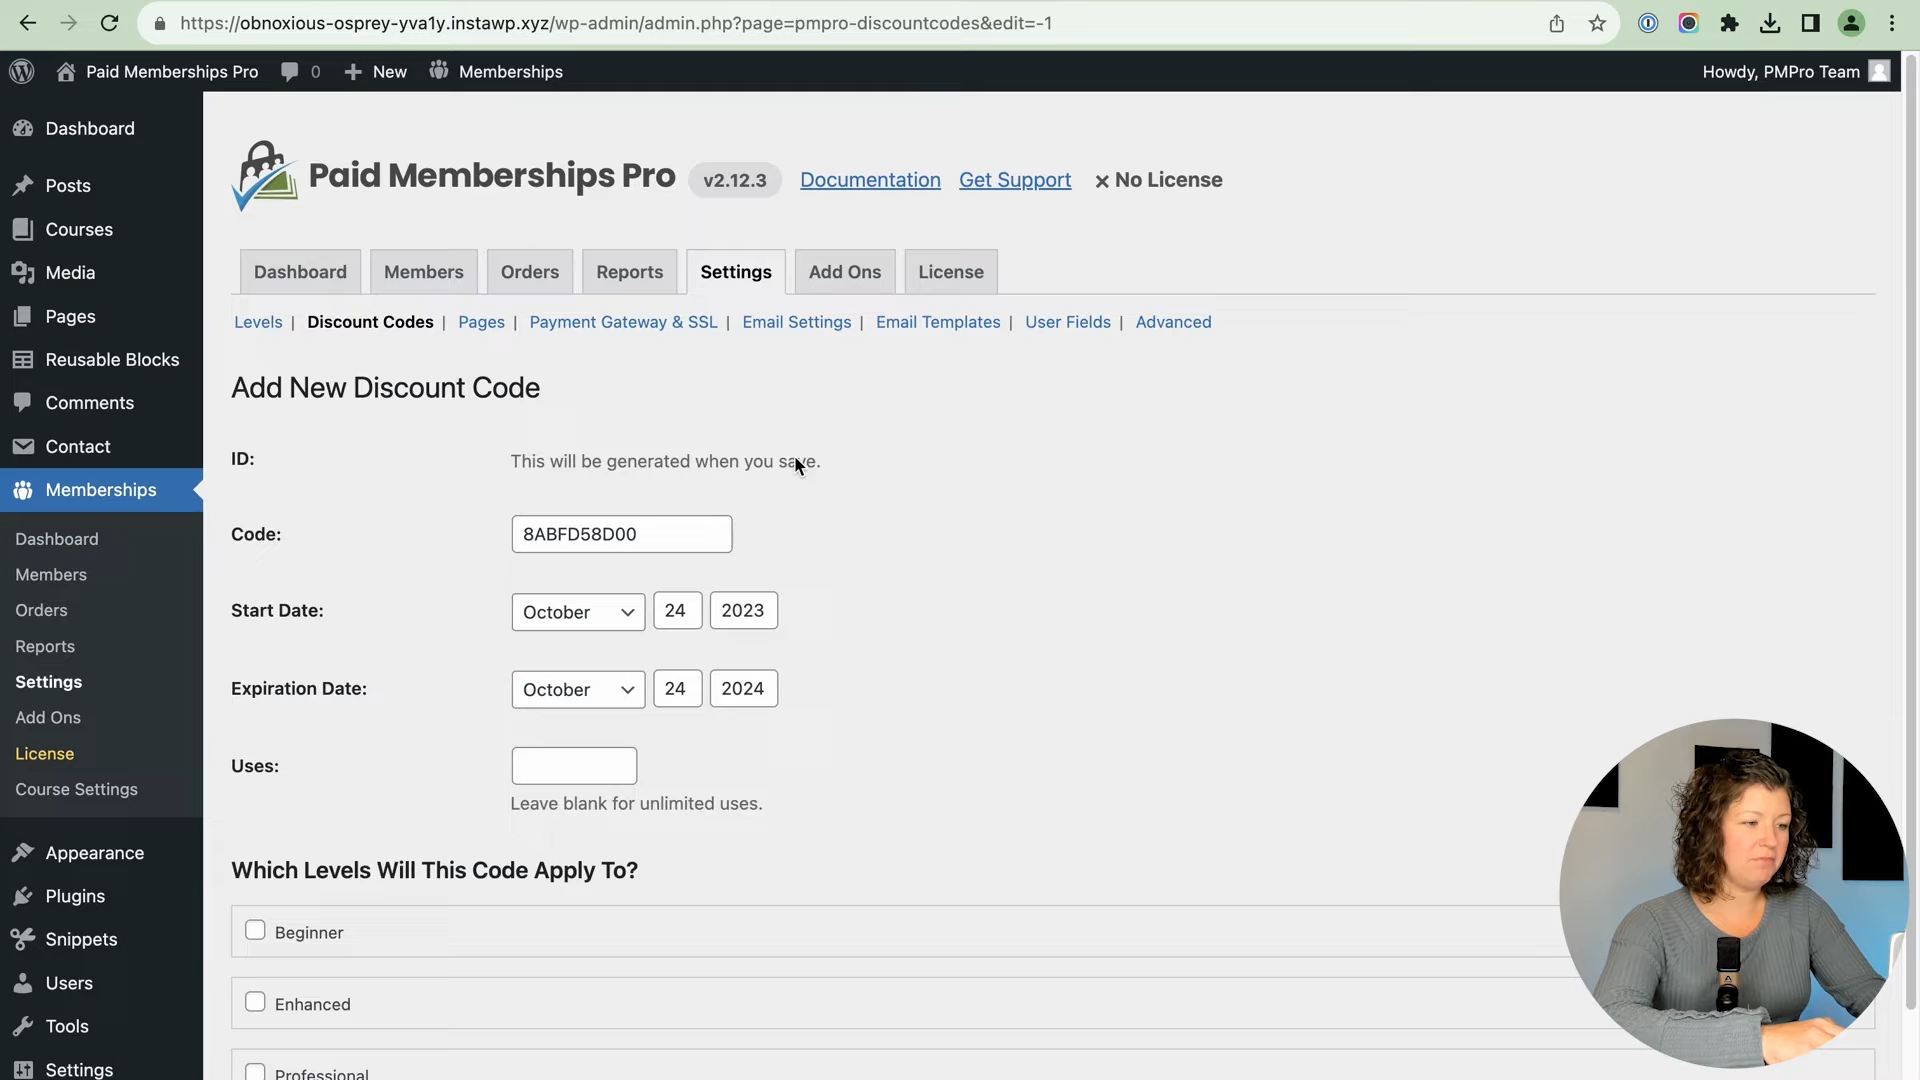 https://obnoxious-osprey-yva1y.instawp.xyz/wp-admin/admin.php?page=pmpro-discountcodes&edit=-1
Paid Memberships Pro 0 New Memberships Howdy, PMPro Team
Dashboard
Posts
Courses
Media
Pages
Reusable Blocks
Comments
Contact
Memberships
Dashboard
Members
Orders
Reports
Settings
Add Ons
License
Course Settings
Appearance
Plugins
Snippets
Users
Tools
Settings
Paid Memberships Pro v2.12.3 Documentation Get Support × No License
Dashboard Members Orders Reports Settings Add Ons License
Levels | Discount Codes | Pages | Payment Gateway & SSL | Email Settings | Email Templates | User Fields | Advanced
Add New Discount Code
ID: This will be generated when you save.
Code: 8ABFD58D00
Start Date: October 24 2023
Expiration Date: October 24 2024
Uses:
Leave blank for unlimited uses.
Which Levels Will This Code Apply To?
Beginner
Enhanced
Professional